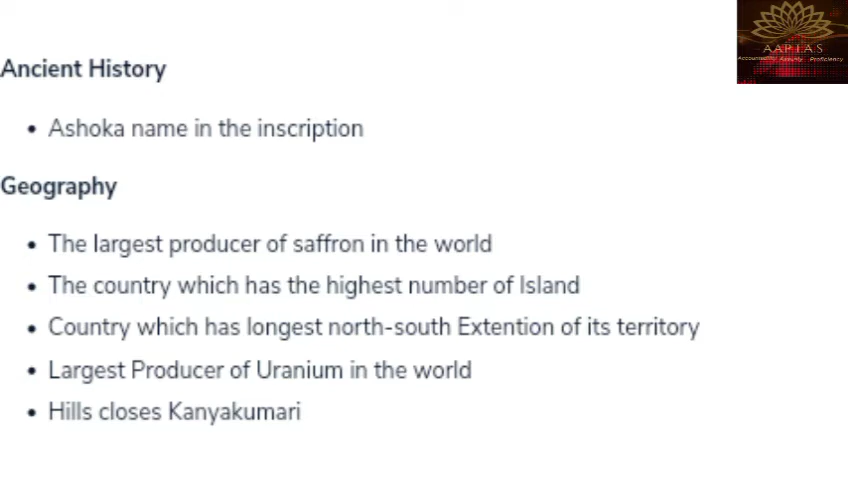 AAPIAS
Ancient History
Ashoka name in the inscription
Geography
The largest producer of saffron in the world
The country which has the highest number of Island
Country which has longest north-south Extention of its territory
Largest Producer of Uranium in the world
Hills closes Kanyakumari